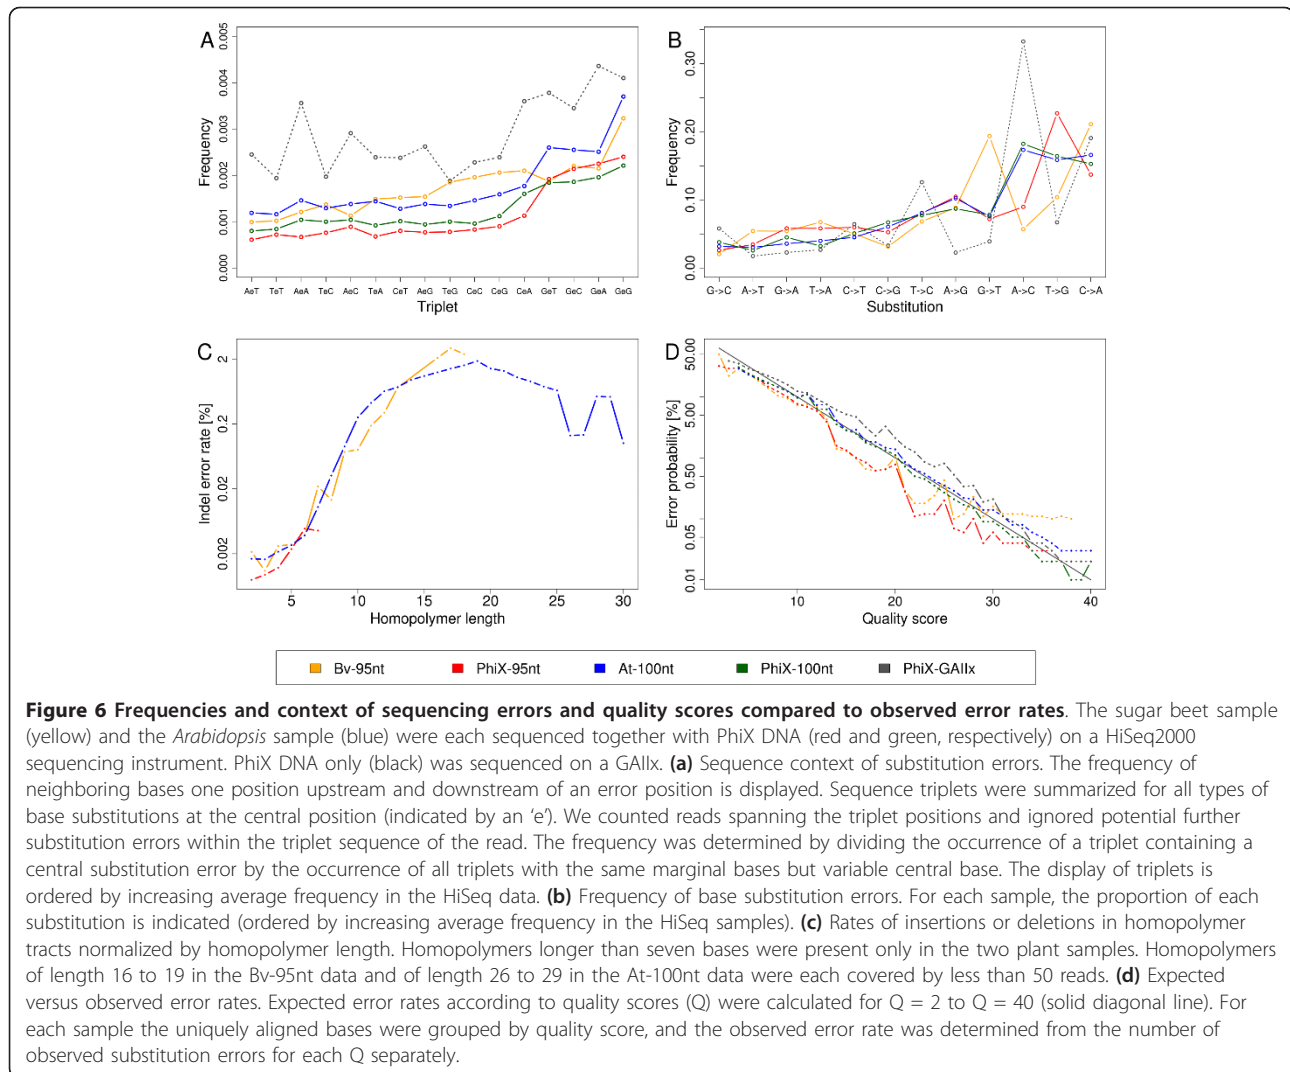 A
Frequency
0.005
0.004
0.003
0.002
0.001
0.000
AeT TeT AeA TeC AeC TeA CeT AeG TeG CeC CeG CeA GeT GeC GeA GeG
Triplet
B
Frequency
0.30
0.20
0.10
0.00
G->C A->T G->A T->A C->T C->G T->C A->G G->T A->C T->G C->A
Substitution
C
Indel error rate [%]
2
0.2
0.02
0.002
5 10 15 20 25 30
Homopolymer length
D
Error probability [%]
50.00
5.00
0.50
0.05
0.01
10 20 30 40
Quality score
Bv-95nt PhiX-95nt At-100nt PhiX-100nt PhiX-GAIIx
Figure 6 Frequencies and context of sequencing errors and quality scores compared to observed error rates. The sugar beet sample
(yellow) and the Arabidopsis sample (blue) were each sequenced together with PhiX DNA (red and green, respectively) on a HiSeq2000
sequencing instrument. PhiX DNA only (black) was sequenced on a GAIIx. (a) Sequence context of substitution errors. The frequency of
neighboring bases one position upstream and downstream of an error position is displayed. Sequence triplets were summarized for all types of
base substitutions at the central position (indicated by an ‘e’). We counted reads spanning the triplet positions and ignored potential further
substitution errors within the triplet sequence of the read. The frequency was determined by dividing the occurrence of a triplet containing a
central substitution error by the occurrence of all triplets with the same marginal bases but variable central base. The display of triplets is
ordered by increasing average frequency in the HiSeq data. (b) Frequency of base substitution errors. For each sample, the proportion of each
substitution is indicated (ordered by increasing average frequency in the HiSeq samples). (c) Rates of insertions or deletions in homopolymer
tracts normalized by homopolymer length. Homopolymers longer than seven bases were present only in the two plant samples. Homopolymers
of length 16 to 19 in the Bv-95nt data and of length 26 to 29 in the At-100nt data were each covered by less than 50 reads. (d) Expected
versus observed error rates. Expected error rates according to quality scores (Q) were calculated for Q = 2 to Q = 40 (solid diagonal line). For
each sample the uniquely aligned bases were grouped by quality score, and the observed error rate was determined from the number of
observed substitution errors for each Q separately.